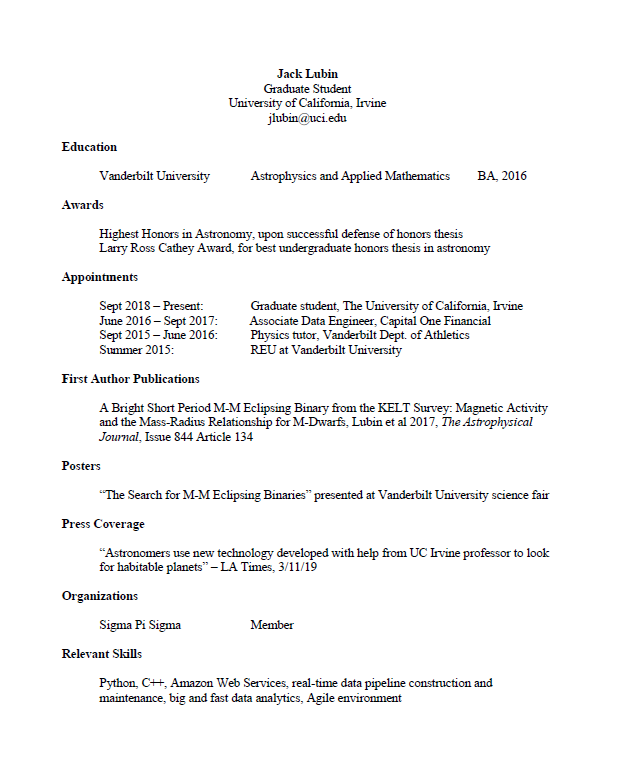 Jack Lubin
Graduate Student
University of California, Irvine
jlubin@uci.edu
Education
Vanderbilt University Astrophysics and Applied Mathematics BA, 2016
Awards
Highest Honors in Astronomy, upon successful defense of honors thesis
Larry Ross Cathey Award, for best undergraduate honors thesis in astronomy
Appointments
Sept 2018 – Present: Graduate student, The University of California, Irvine
June 2016 – Sept 2017: Associate Data Engineer, Capital One Financial
Sept 2015 – June 2016: Physics tutor, Vanderbilt Dept. of Athletics
Summer 2015: REU at Vanderbilt University
First Author Publications
A Bright Short Period M-M Eclipsing Binary from the KELT Survey: Magnetic Activity
and the Mass-Radius Relationship for M-Dwarfs, Lubin et al 2017, The Astrophysical
Journal, Issue 844 Article 134
Posters
“The Search for M-M Eclipsing Binaries” presented at Vanderbilt University science fair
Press Coverage
“Astronomers use new technology developed with help from UC Irvine professor to look
for habitable planets” – LA Times, 3/11/19
Organizations
Sigma Pi Sigma Member
Relevant Skills
Python, C++, Amazon Web Services, real-time data pipeline construction and
maintenance, big and fast data analytics, Agile environment